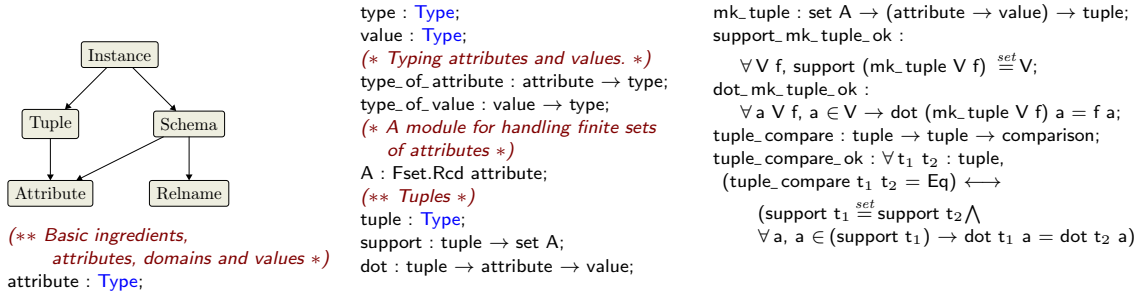 Instance
Tuple Schema
Attribute Relname
(** Basic ingredients,
attributes, domains and values *)
attribute : Type;
type : Type;
value : Type;
(* Typing attributes and values. *)
type_of_attribute : attribute → type;
type_of_value : value → type;
(* A module for handling finite sets
of attributes *)
A : Fset.Rcd attribute;
(** Tuples *)
tuple : Type;
support : tuple → set A;
dot : tuple → attribute → value;
mk_tuple : set A → (attribute → value) → tuple;
support_mk_tuple_ok :
∀ V f, support (mk_tuple V f) =set= V;
dot_mk_tuple_ok :
∀ a V f, a ∈ V → dot (mk_tuple V f) a = f a;
tuple_compare : tuple → tuple → comparison;
tuple_compare_ok : ∀ t₁ t₂ : tuple,
(tuple_compare t₁ t₂ = Eq) ⟷
(support t₁ =set= support t₂ ⋀
∀ a, a ∈ (support t₁) → dot t₁ a = dot t₂ a)